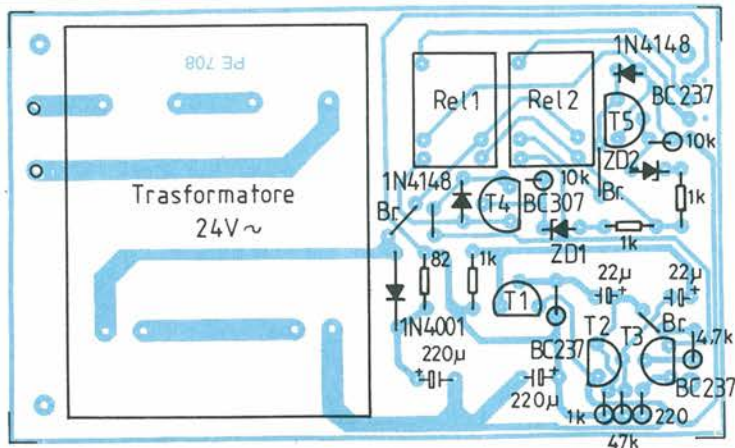 PE 708
Trasformatore
24V~
Rel1
Rel2
1N4148
BC237
T5
10k
ZD2
10k
Br.
1k
1N4148
T4
BC307
Br.
ZD1
1k
82
1k
22µ
22µ
+
+
T1
1N4001
T2
T3
Br.
4,7k
BC237
BC237
220µ
+
+
220µ
1k
220
47k